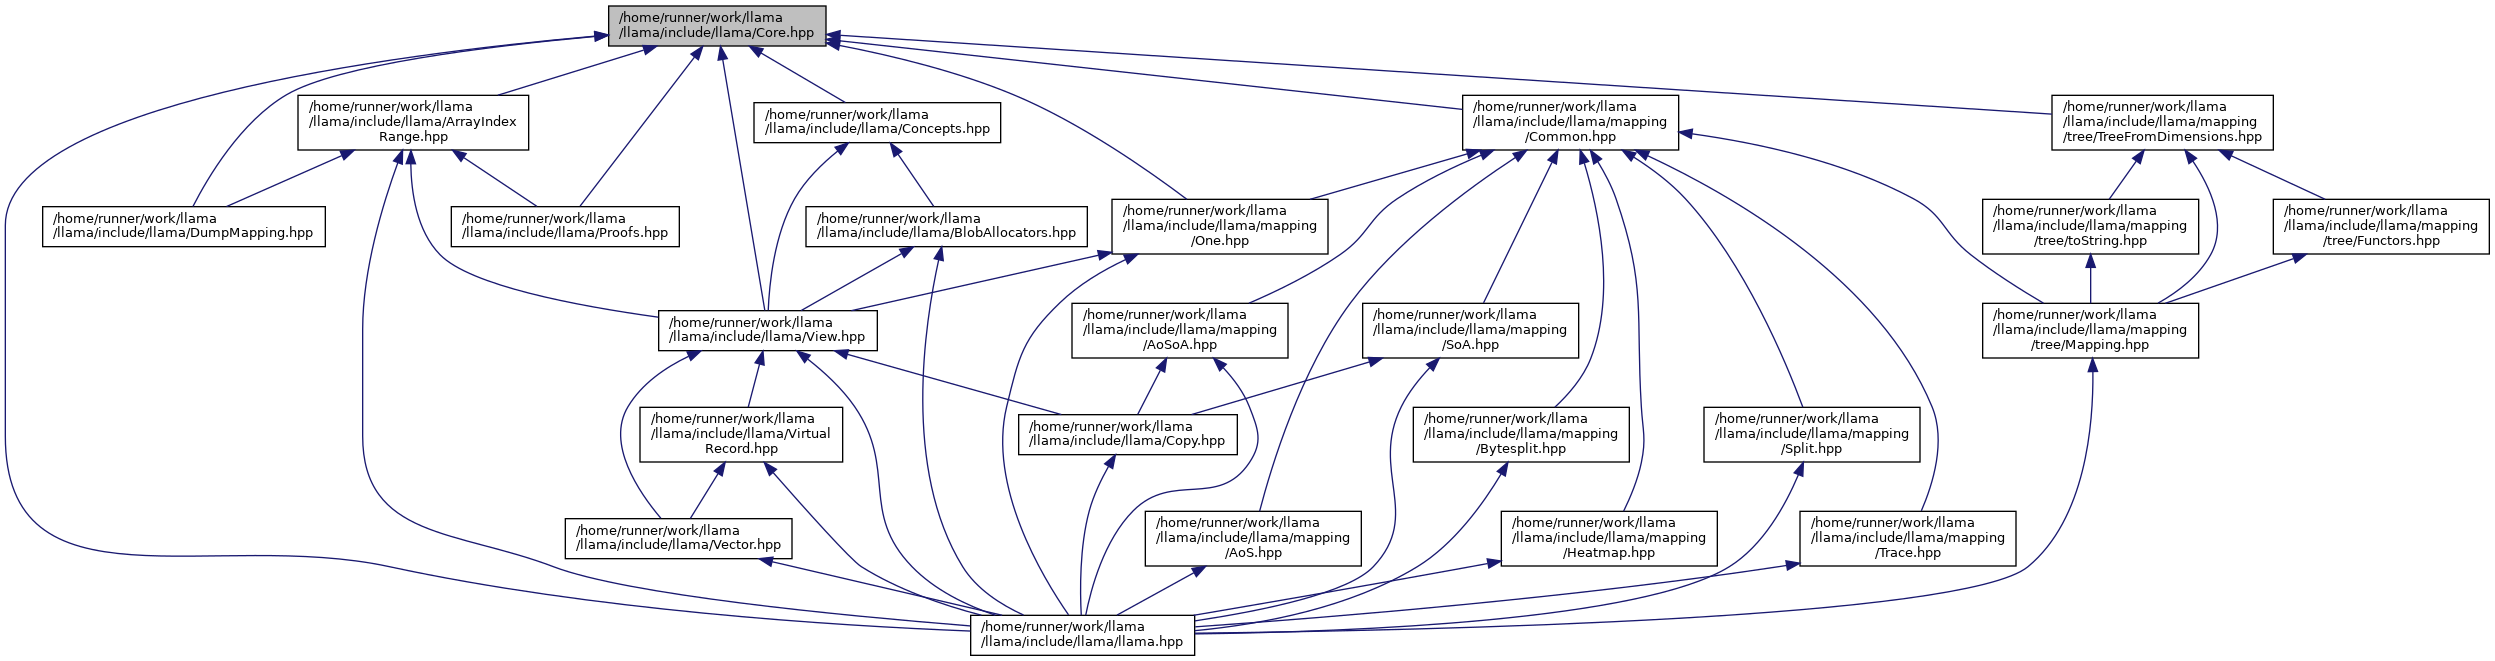 /home/runner/work/llama
/llama/include/llama/Core.hpp
/home/runner/work/llama
/llama/include/llama/ArrayIndex
Range.hpp
/home/runner/work/llama
/llama/include/llama/Concepts.hpp
/home/runner/work/llama
/llama/include/llama/mapping
/Common.hpp
/home/runner/work/llama
/llama/include/llama/mapping
/tree/TreeFromDimensions.hpp
/home/runner/work/llama
/llama/include/llama/DumpMapping.hpp
/home/runner/work/llama
/llama/include/llama/Proofs.hpp
/home/runner/work/llama
/llama/include/llama/BlobAllocators.hpp
/home/runner/work/llama
/llama/include/llama/mapping
/One.hpp
/home/runner/work/llama
/llama/include/llama/mapping
/tree/toString.hpp
/home/runner/work/llama
/llama/include/llama/mapping
/tree/Functors.hpp
/home/runner/work/llama
/llama/include/llama/View.hpp
/home/runner/work/llama
/llama/include/llama/mapping
/AoSoA.hpp
/home/runner/work/llama
/llama/include/llama/mapping
/SoA.hpp
/home/runner/work/llama
/llama/include/llama/mapping
/tree/Mapping.hpp
/home/runner/work/llama
/llama/include/llama/Virtual
Record.hpp
/home/runner/work/llama
/llama/include/llama/Copy.hpp
/home/runner/work/llama
/llama/include/llama/mapping
/Bytesplit.hpp
/home/runner/work/llama
/llama/include/llama/mapping
/Split.hpp
/home/runner/work/llama
/llama/include/llama/Vector.hpp
/home/runner/work/llama
/llama/include/llama/mapping
/AoS.hpp
/home/runner/work/llama
/llama/include/llama/mapping
/Heatmap.hpp
/home/runner/work/llama
/llama/include/llama/mapping
/Trace.hpp
/home/runner/work/llama
/llama/include/llama/llama.hpp